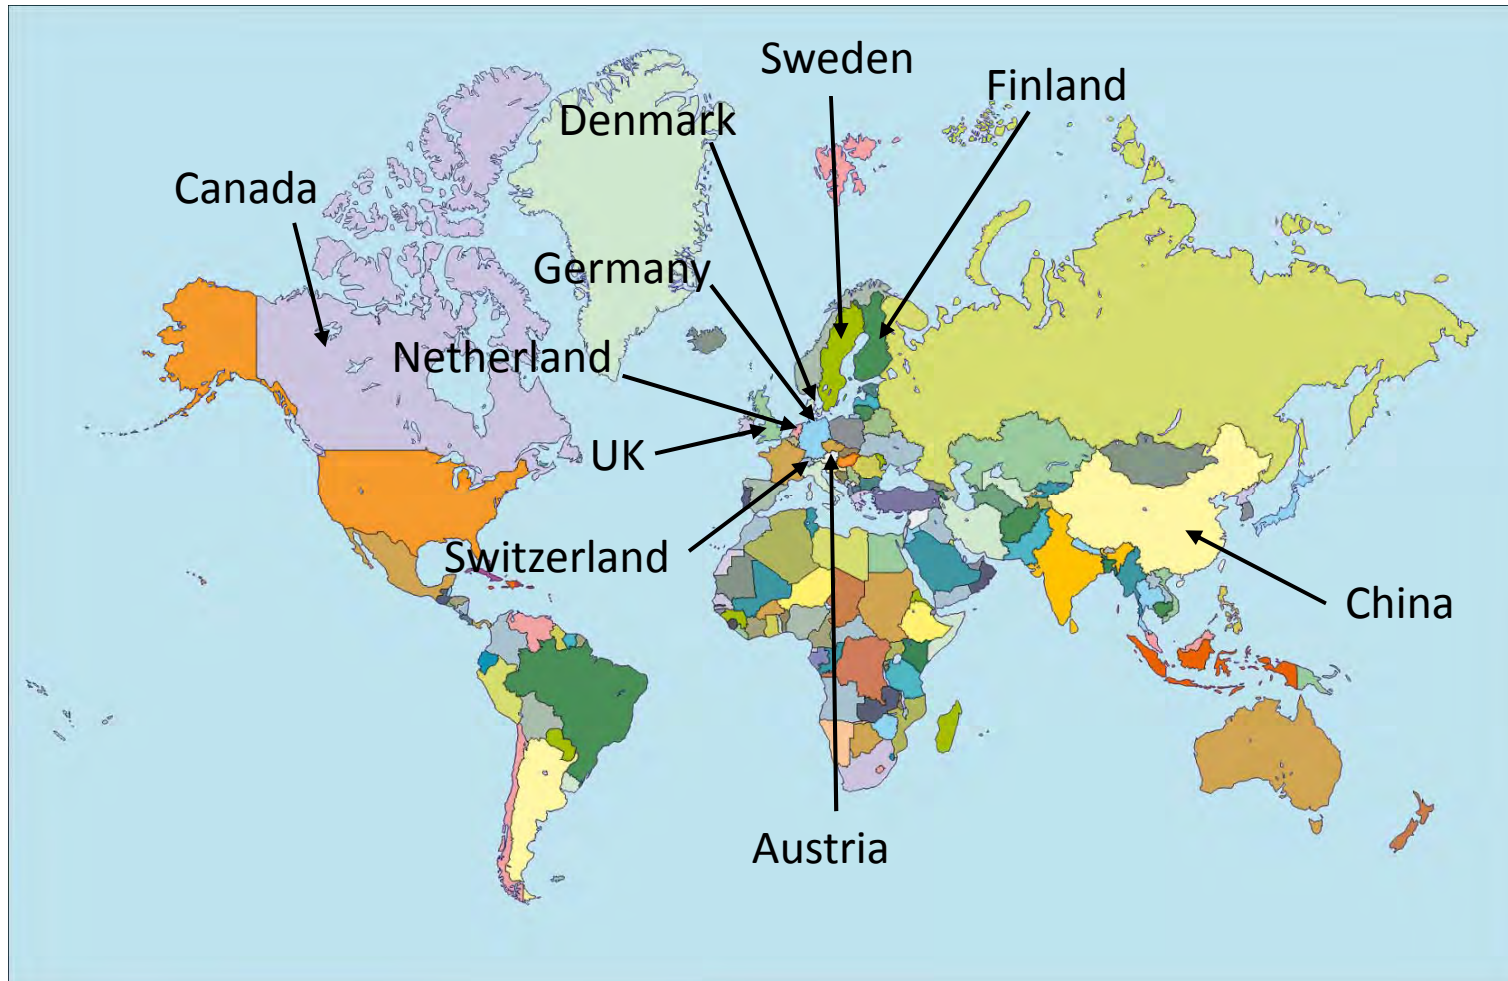 Sweden
Finland
Denmark
Canada
Germany
Netherland
UK
Switzerland
China
Austria